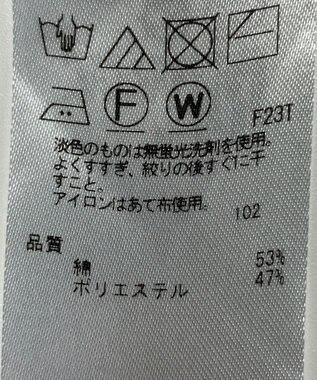 F W F23T
淡色のものは無蛍光洗剤を使用。
よくすすぎ、絞りの後すぐに干
すこと。
アイロンはあて布使用。
102
品質
綿 53%
ポリエステル 47%